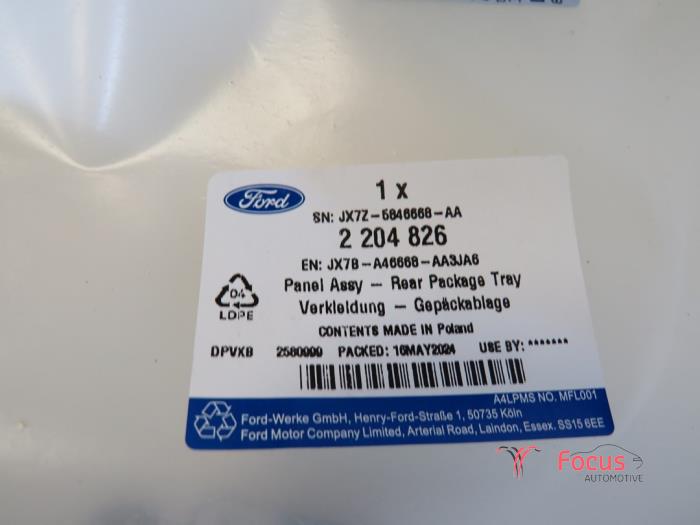 Ford
1 x
SN: JX7Z-5846668-AA
2 204 826
EN: JX7B-A46668-AA3JA6
Panel Assy - Rear Package Tray
Verkleidung - Gepäckablage
04
LDPE
CONTENTS MADE IN Poland
DPVXB 2580999 PACKED: 16MAY2024 USE BY: *******
A4LPMS NO. MFL001
Ford-Werke GmbH, Henry-Ford-Straße 1, 50735 Köln
Ford Motor Company Limited, Arterial Road, Laindon, Essex. SS15 6EE
Focus
AUTOMOTIVE